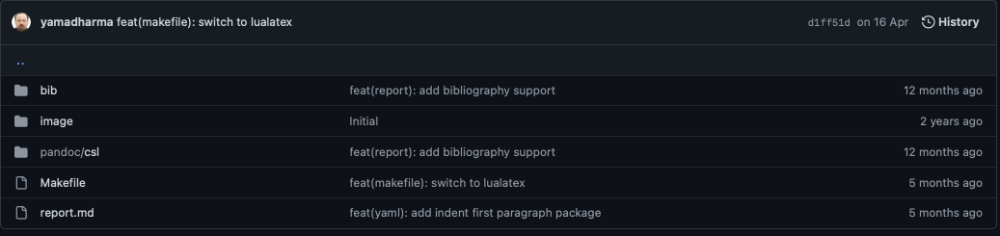 yamadharma feat(makefile): switch to lualatex d1ff51d on 16 Apr History
..
bib feat(report): add bibliography support 12 months ago
image Initial 2 years ago
pandoc/csl feat(report): add bibliography support 12 months ago
Makefile feat(makefile): switch to lualatex 5 months ago
report.md feat(yaml): add indent first paragraph package 5 months ago